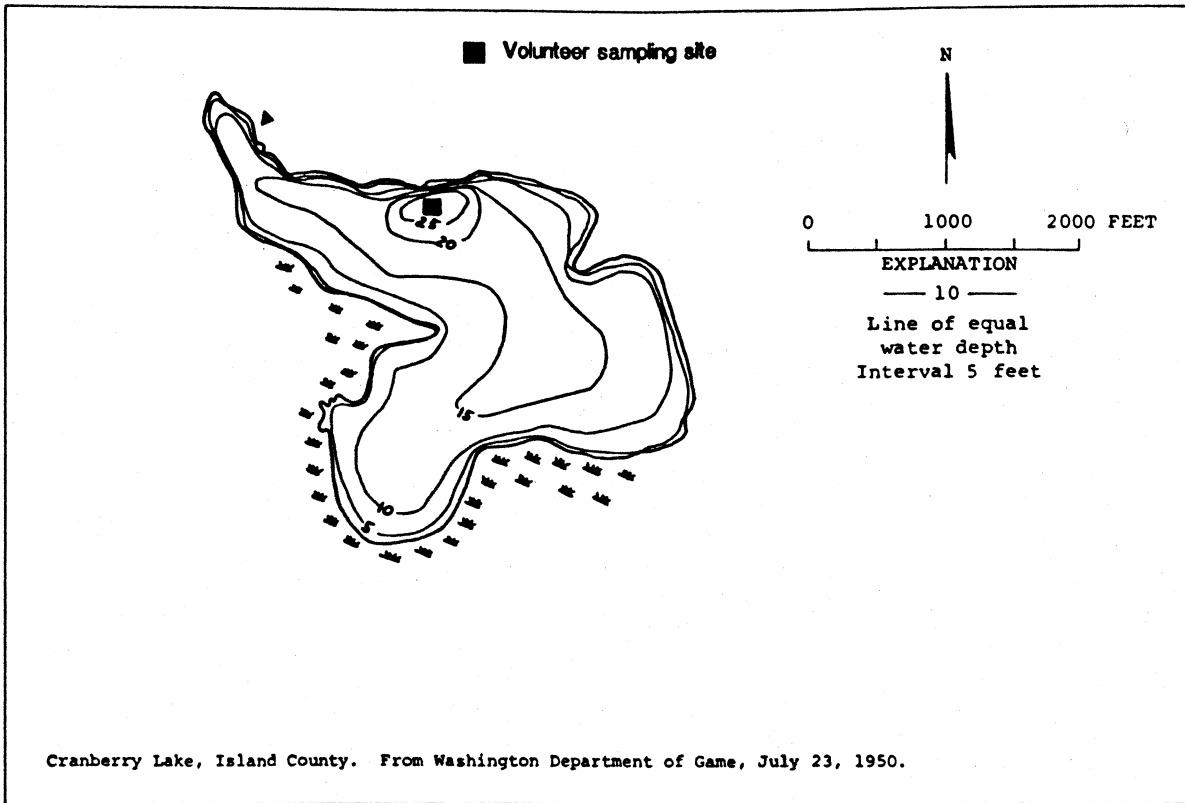 Volunteer sampling site
N
0 1000 2000 FEET
EXPLANATION
10
Line of equal
water depth
Interval 5 feet
25
20
15
10
5
Cranberry Lake, Island County. From Washington Department of Game, July 23, 1950.